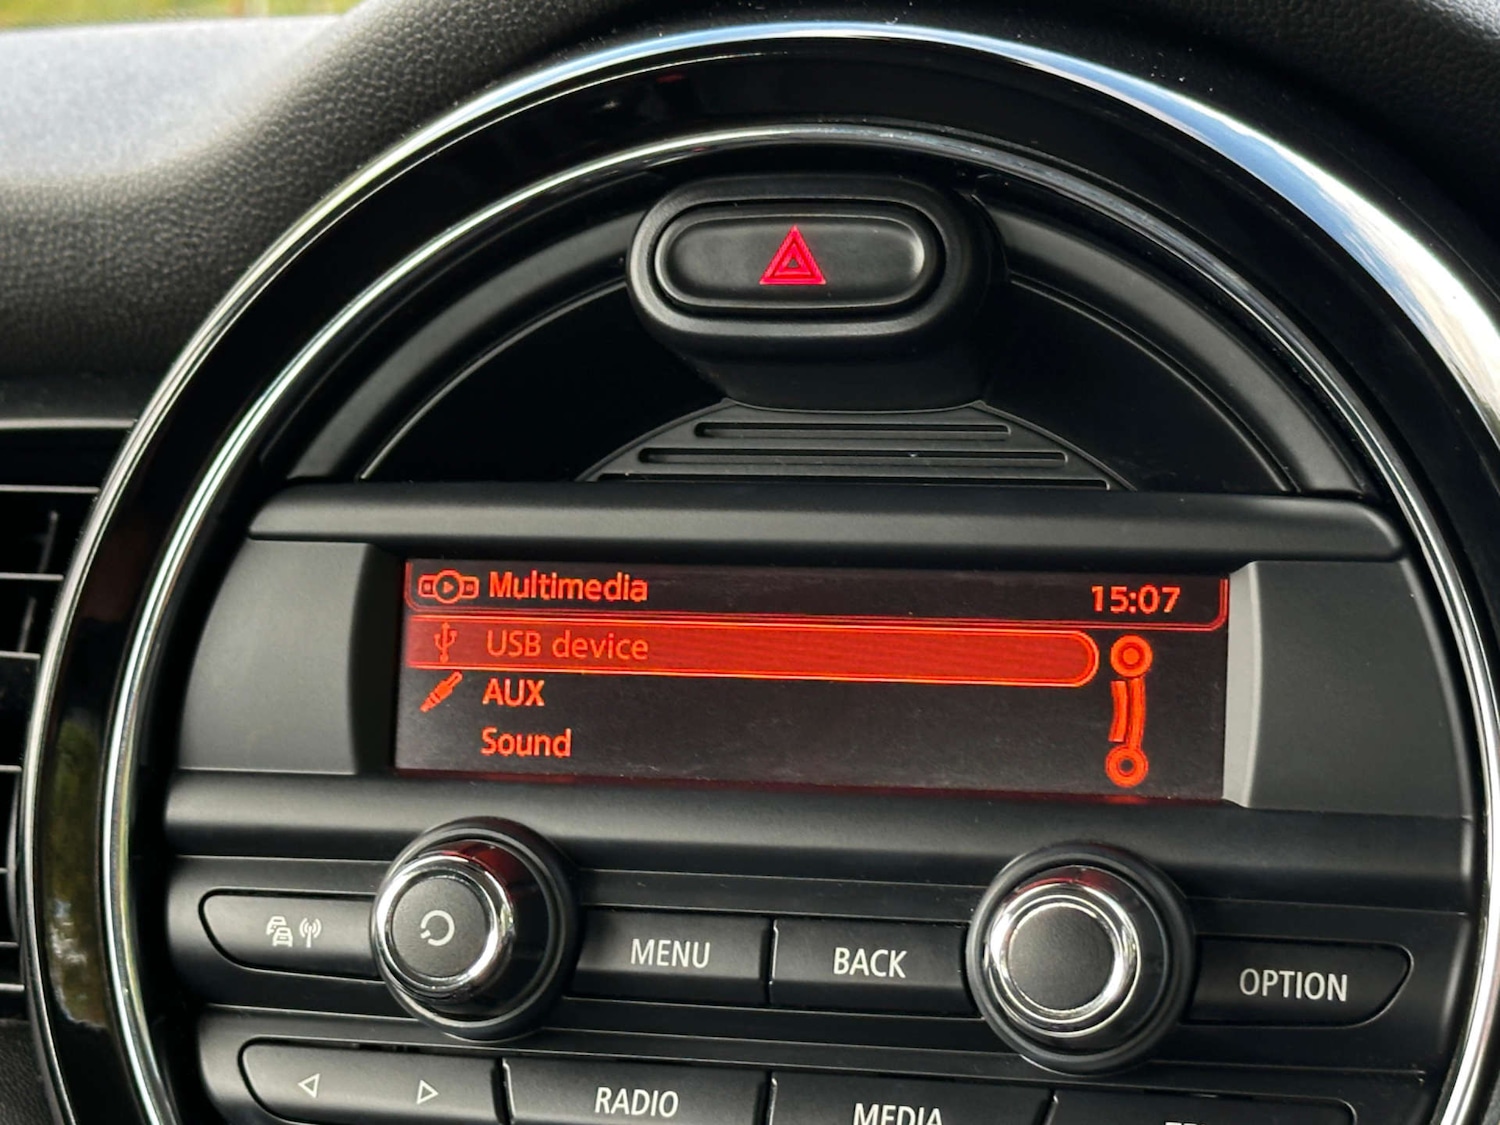 Multimedia 15:07
USB device
AUX
Sound
MENU BACK OPTION
RADIO MEDIA